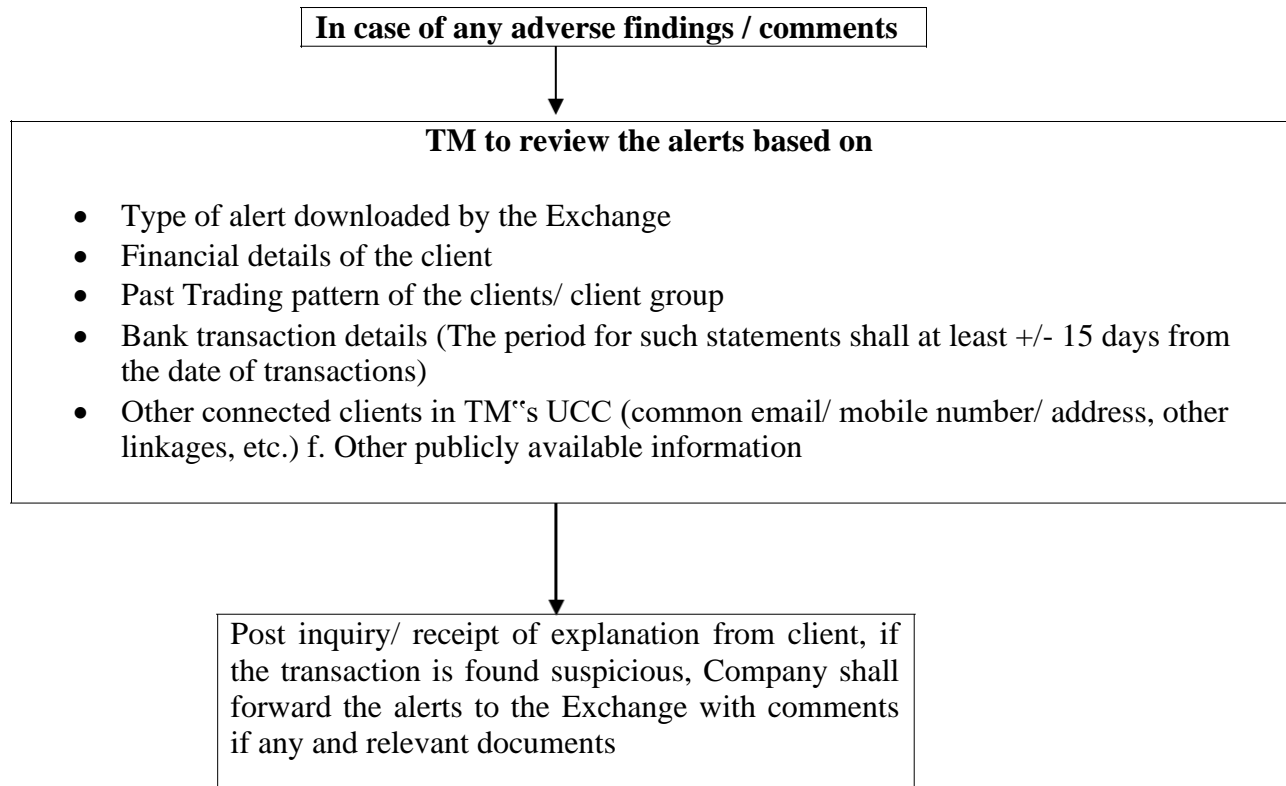 In case of any adverse findings / comments
TM to review the alerts based on
• Type of alert downloaded by the Exchange
• Financial details of the client
• Past Trading pattern of the clients/ client group
• Bank transaction details (The period for such statements shall at least +/- 15 days from
the date of transactions)
• Other connected clients in TM‟s UCC (common email/ mobile number/ address, other
linkages, etc.) f. Other publicly available information
Post inquiry/ receipt of explanation from client, if
the transaction is found suspicious, Company shall
forward the alerts to the Exchange with comments
if any and relevant documents